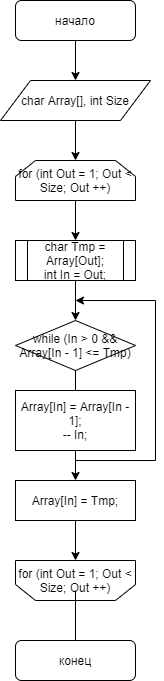 начало
char Array[], int Size
for (int Out = 1; Out <
Size; Out ++)
char Tmp =
Array[Out];
int In = Out;
while (In > 0 &&
Array[In - 1] <= Tmp)
Array[In] = Array[In -
1];
-- In;
Array[In] = Tmp;
for (int Out = 1; Out <
Size; Out ++)
конец